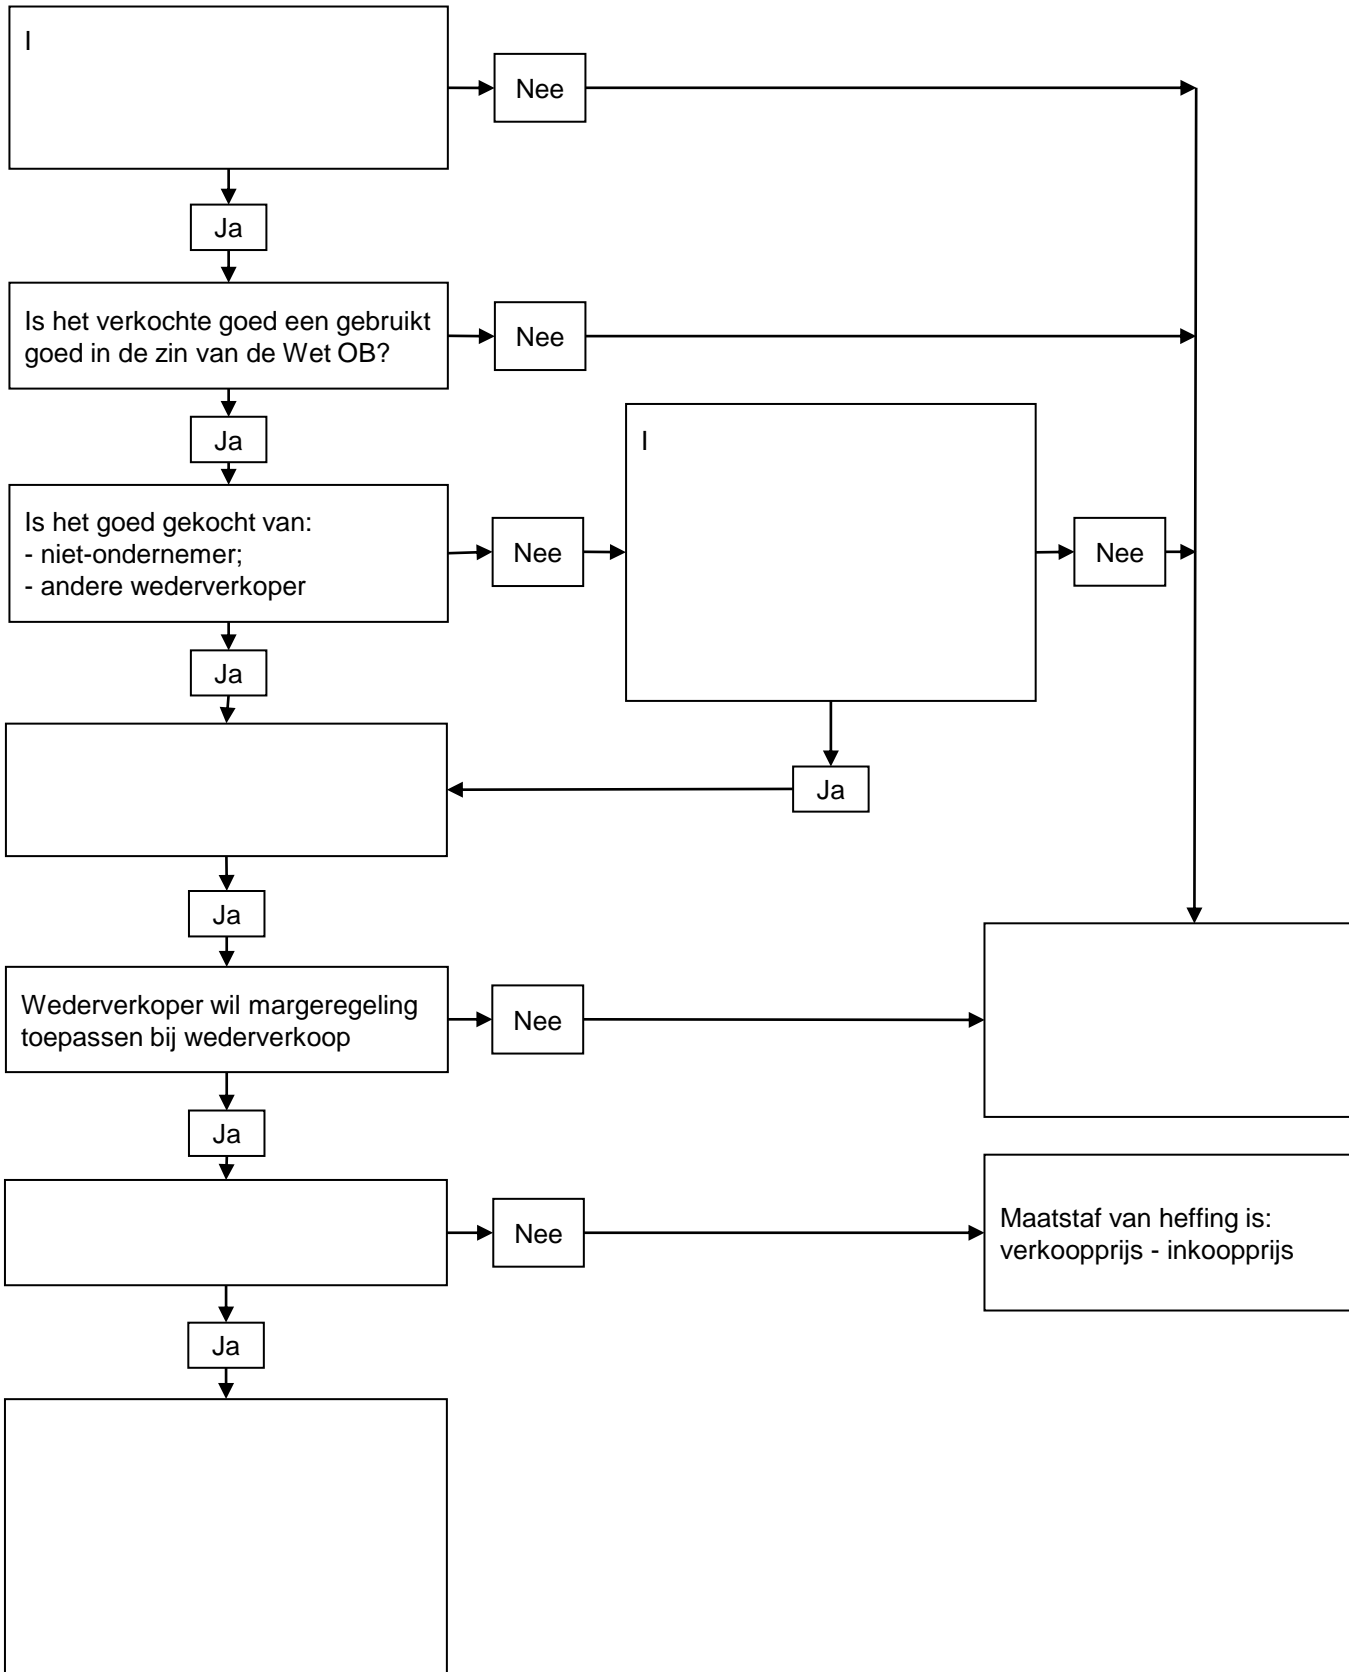 I
Nee
Ja
Is het verkochte goed een gebruikt
goed in de zin van de Wet OB?
Nee
Ja
I
Is het goed gekocht van:
- niet-ondernemer;
- andere wederverkoper
Nee
Nee
Ja
Ja
Ja
Wederverkoper wil margeregeling
toepassen bij wederverkoop
Nee
Ja
Nee
Maatstaf van heffing is:
verkoopprijs - inkoopprijs
Ja